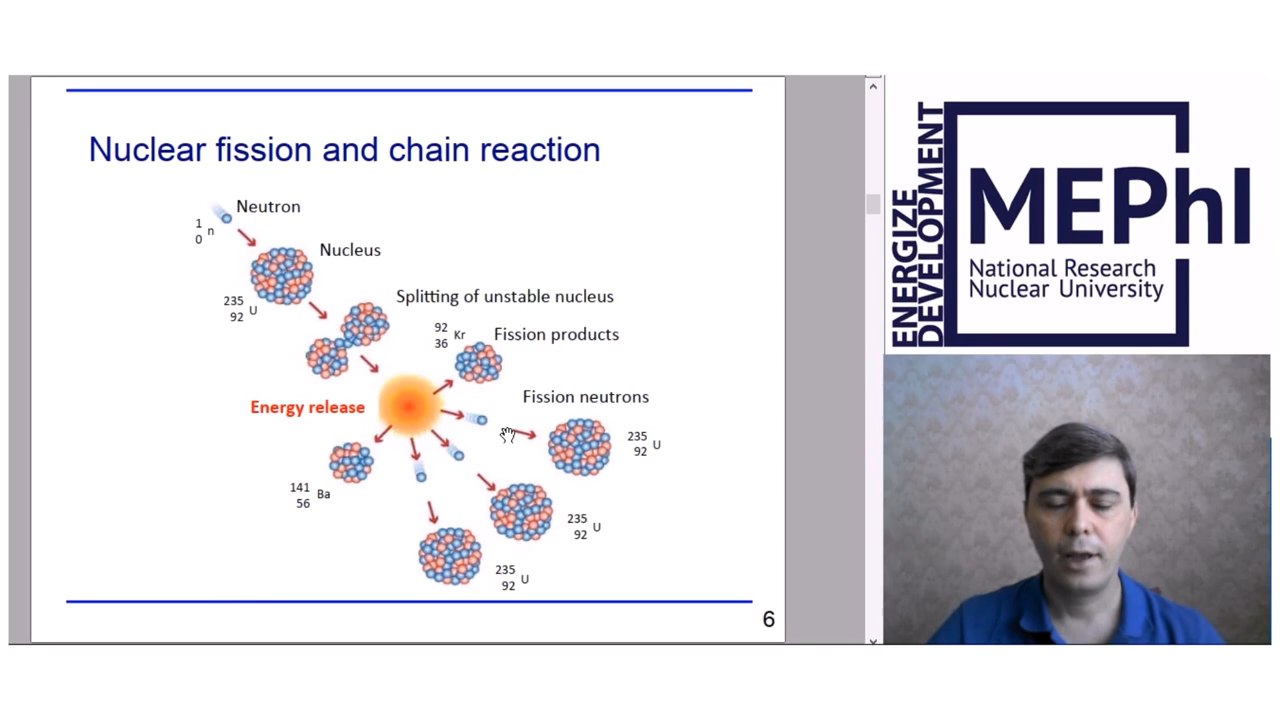 Nuclear fission and chain reaction
Neutron
1
0 n
Nucleus
235
92 U
Splitting of unstable nucleus
92
36 Kr
Fission products
Energy release
Fission neutrons
235
92 U
141
56 Ba
235
92 U
235
92 U
6
ENERGIZE
DEVELOPMENT
MEPhI
National Research
Nuclear University